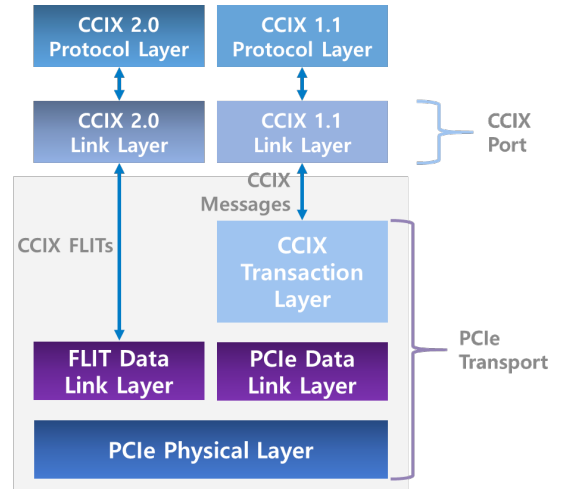 CCIX 2.0
Protocol Layer
CCIX 1.1
Protocol Layer
CCIX 2.0
Link Layer
CCIX 1.1
Link Layer
CCIX
Port
CCIX
Messages
CCIX FLITs
CCIX
Transaction
Layer
FLIT Data
Link Layer
PCIe Data
Link Layer
PCIe
Transport
PCIe Physical Layer